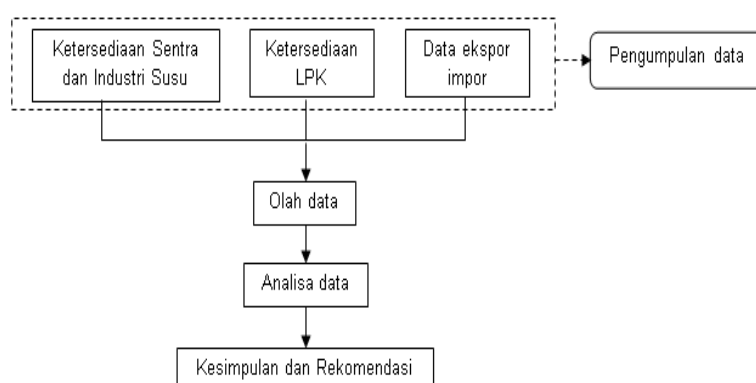 Ketersediaan Sentra
dan Industri Susu
Ketersediaan
LPK
Data ekspor
impor
Pengumpulan data
Olah data
Analisa data
Kesimpulan dan Rekomendasi